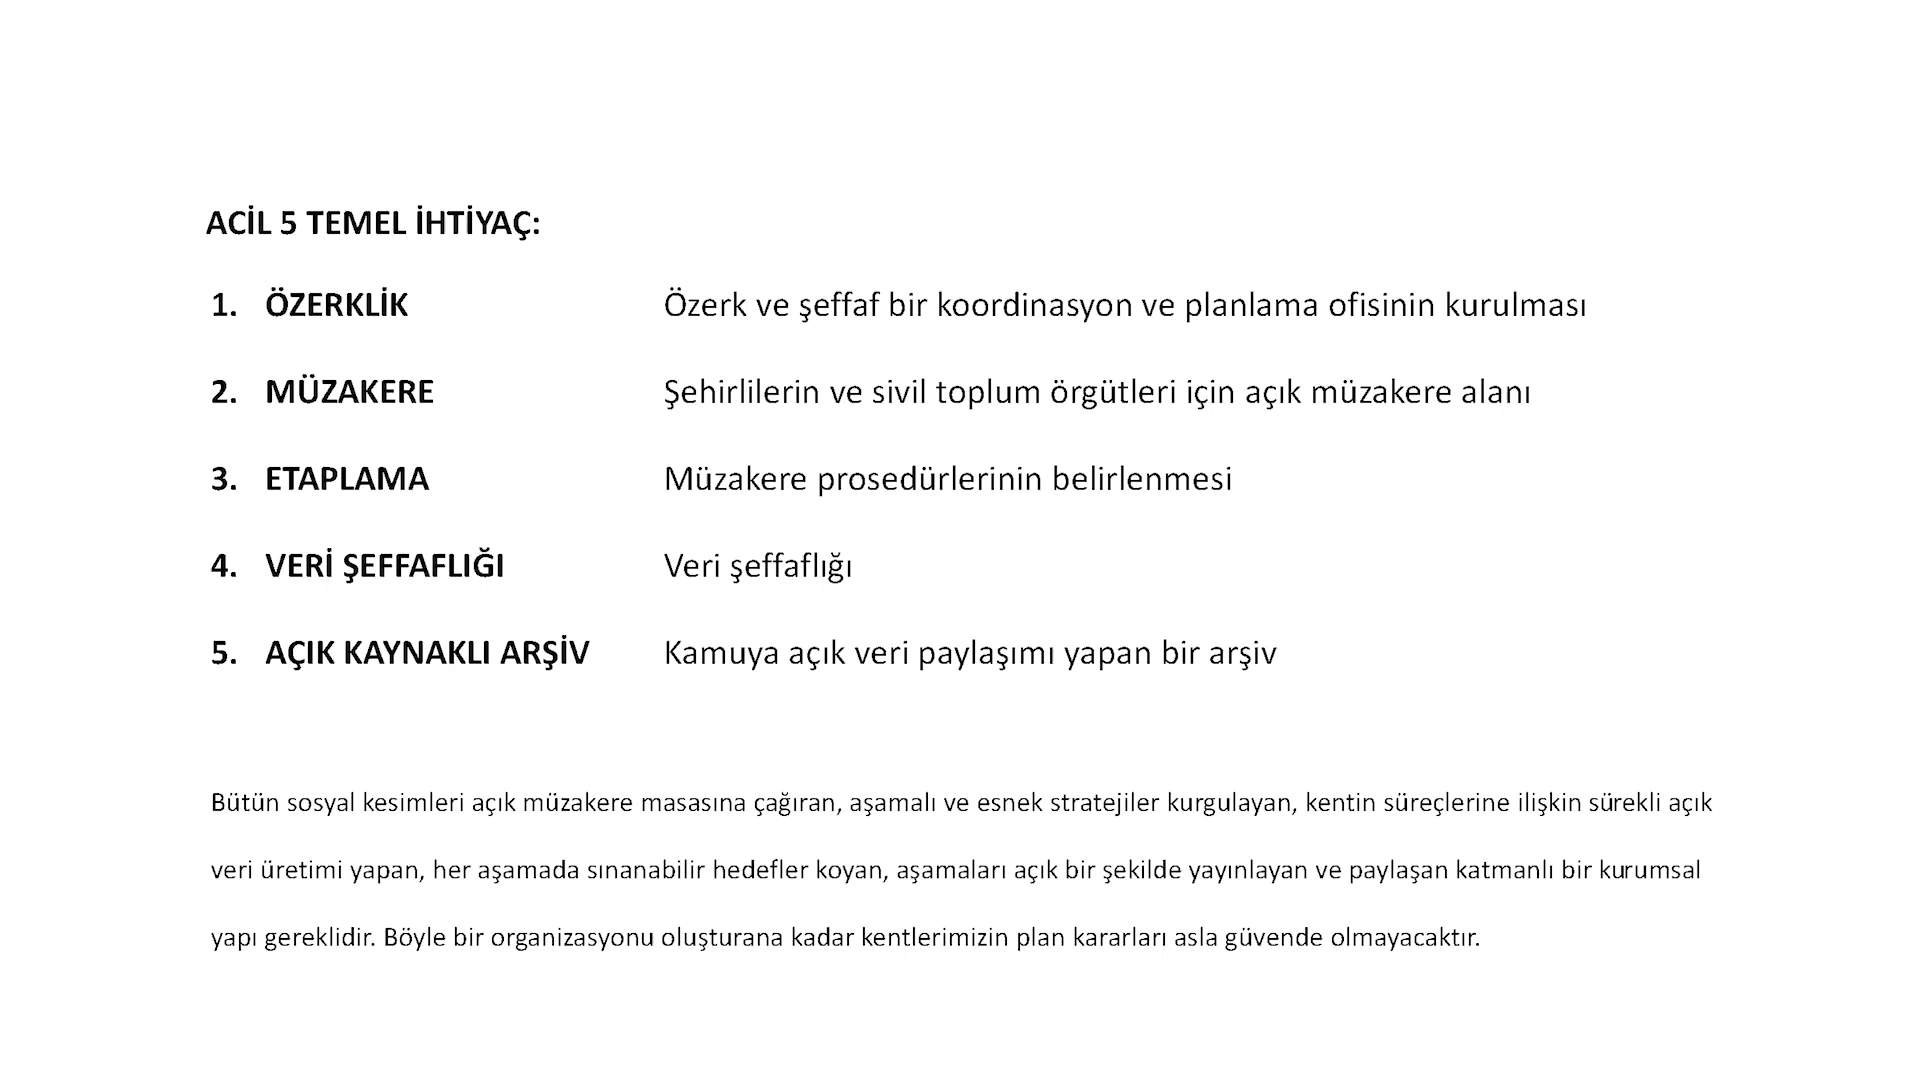 ACİL 5 TEMEL İHTİYAÇ:
1. ÖZERKLİK Özerk ve şeffaf bir koordinasyon ve planlama ofisinin kurulması
2. MÜZAKERE Şehirlilerin ve sivil toplum örgütleri için açık müzakere alanı
3. ETAPLAMA Müzakere prosedürlerinin belirlenmesi
4. VERİ ŞEFFAFLIĞI Veri şeffaflığı
5. AÇIK KAYNAKLI ARŞİV Kamuya açık veri paylaşımı yapan bir arşiv
Bütün sosyal kesimleri açık müzakere masasına çağıran, aşamalı ve esnek stratejiler kurgulayan, kentin süreçlerine ilişkin sürekli açık
veri üretimi yapan, her aşamada sınanabilir hedefler koyan, aşamaları açık bir şekilde yayınlayan ve paylaşan katmanlı bir kurumsal
yapı gereklidir. Böyle bir organizasyonu oluşturana kadar kentlerimizin plan kararları asla güvende olmayacaktır.